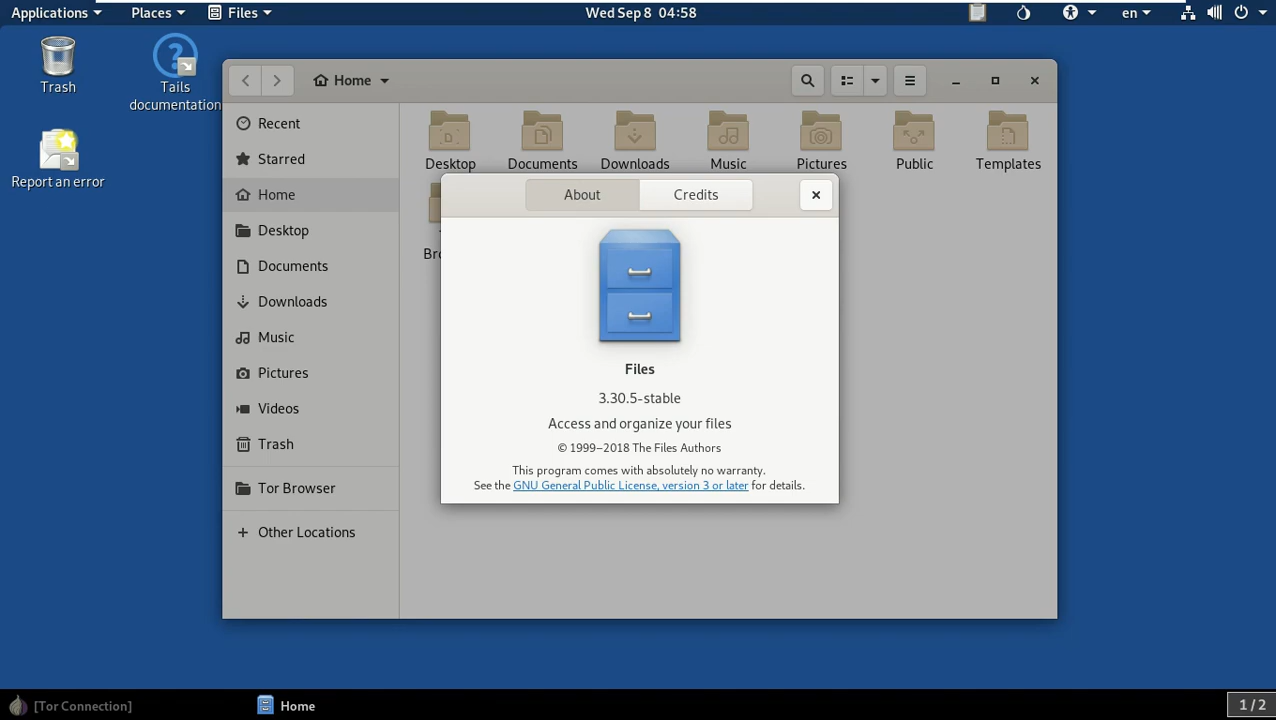 Applications
Places
Files
Wed Sep 8 04:58
en
Trash
Tails
documentation
Report an error
Home
Recent
Starred
Home
Desktop
Documents
Downloads
Music
Pictures
Videos
Trash
Tor Browser
Other Locations
Desktop
Documents
Downloads
Music
Pictures
Public
Templates
About
Credits
Files
3.30.5-stable
Access and organize your files
© 1999–2018 The Files Authors
This program comes with absolutely no warranty.
See the GNU General Public License, version 3 or later for details.
[Tor Connection]
Home
1 / 2